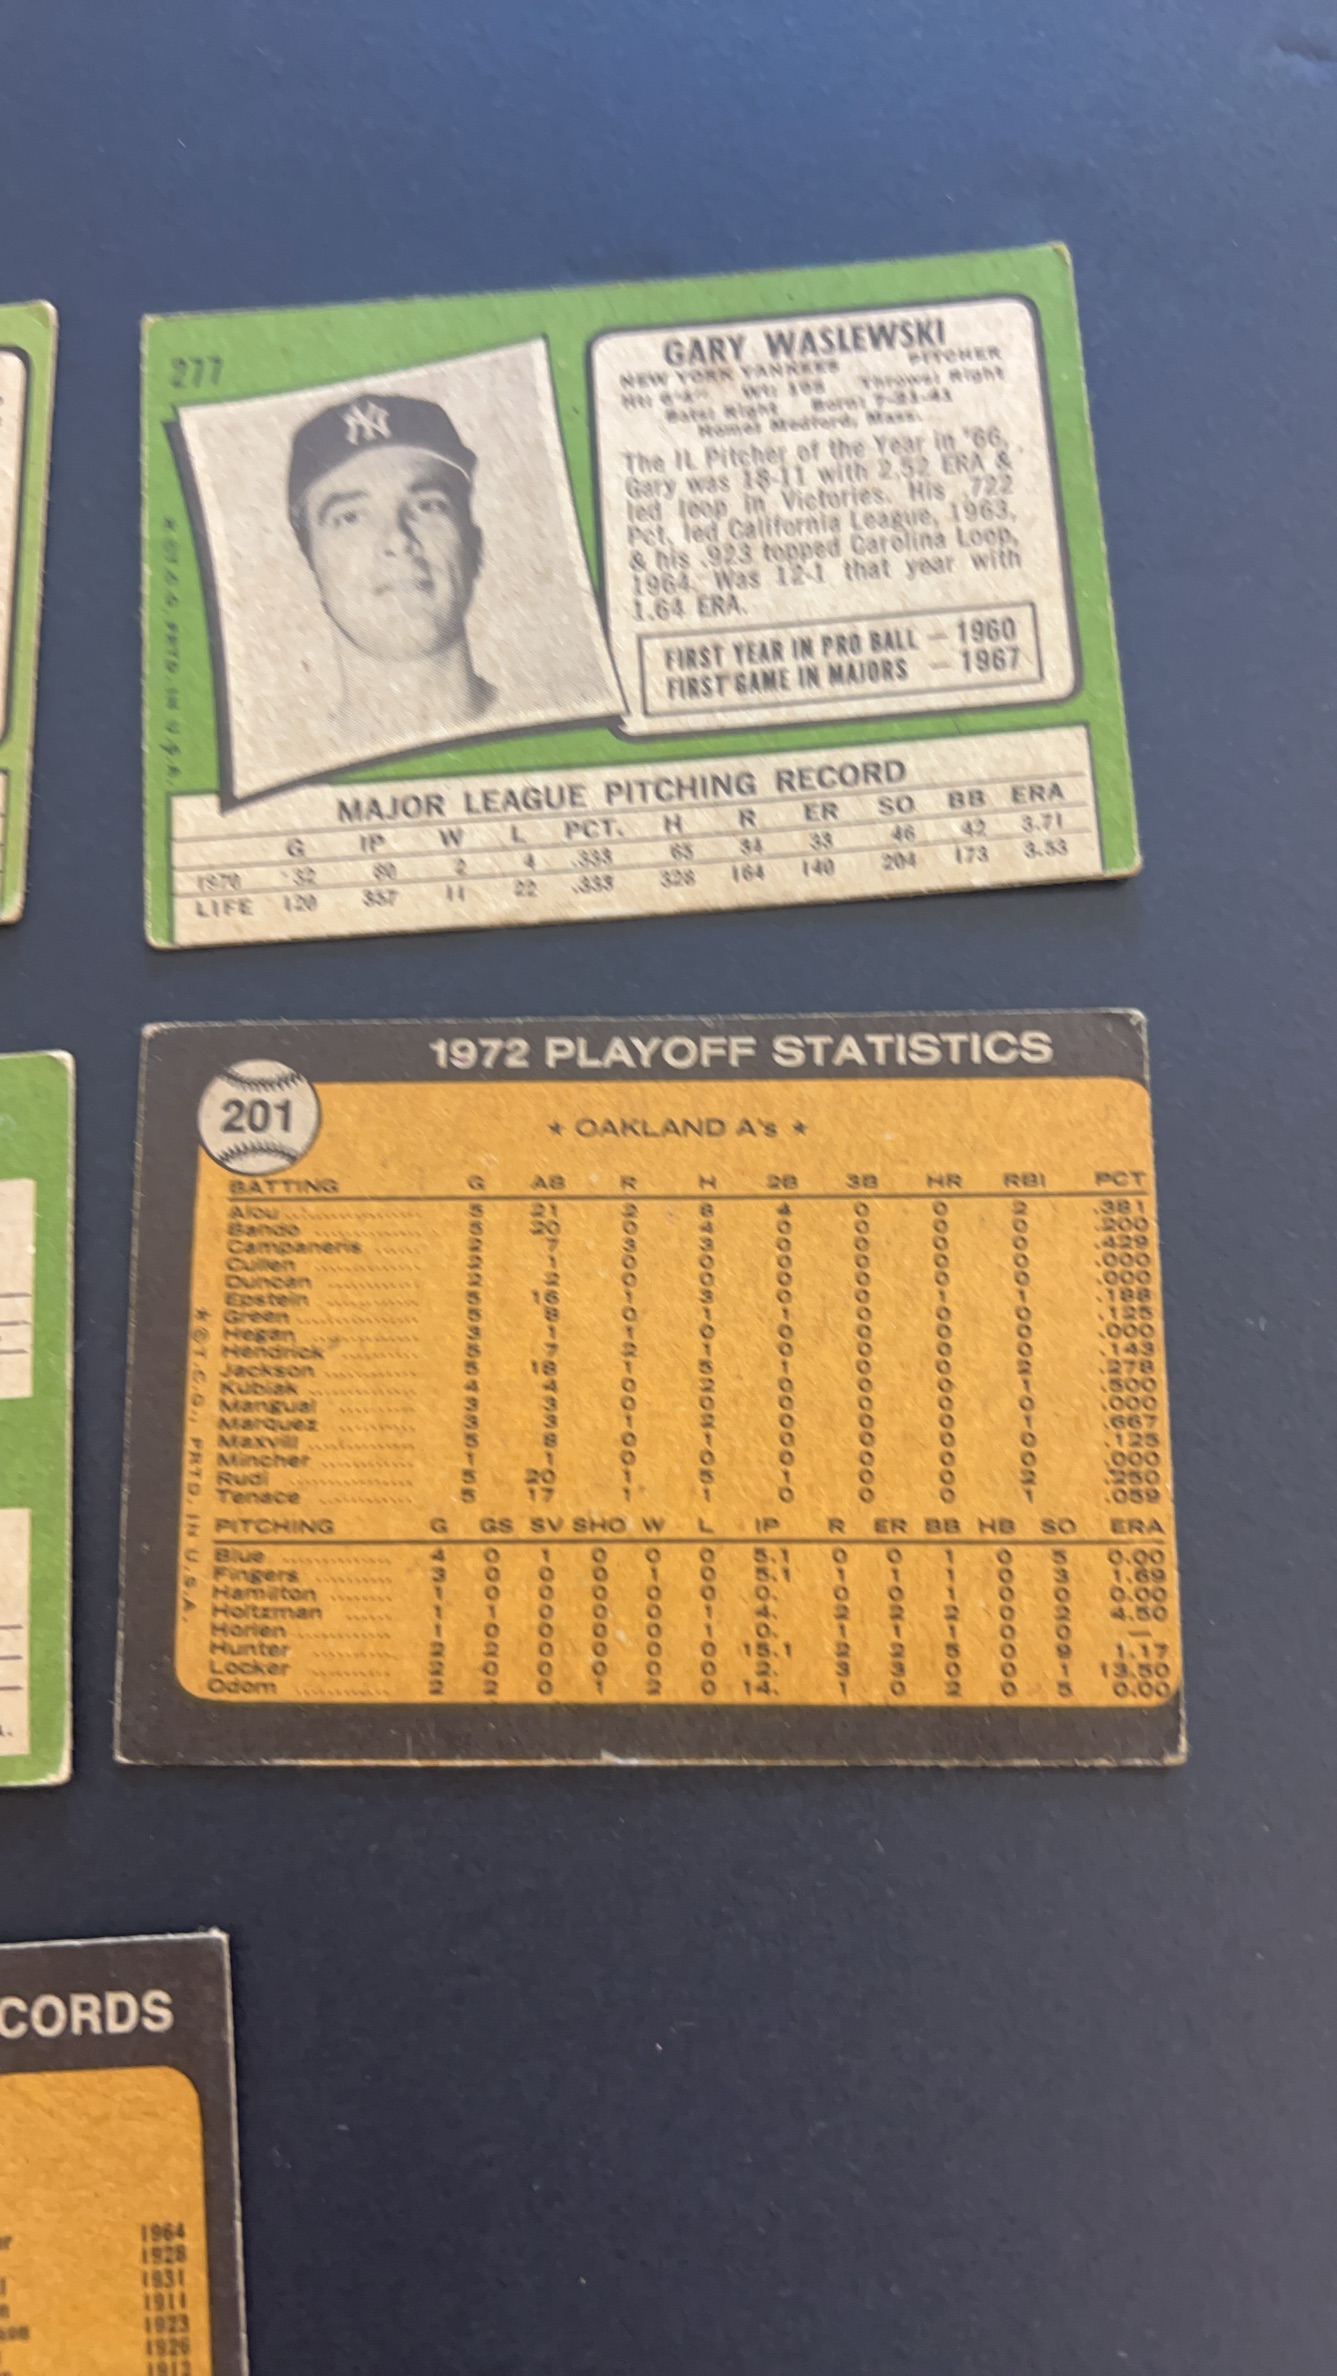 277
GARY WASLEWSKI
NEW YORK YANKEES PITCHER
Throws: Right
Bats: Right Born: 7-21-41
Home: Medford, Mass.
The IL Pitcher of the Year in '66,
Gary was 18-11 with 2.52 ERA &
led loop in Victories. His .722
Pct. led California League, 1963,
& his .923 topped Carolina Loop,
1964. Was 12-1 that year with
1.64 ERA.
FIRST YEAR IN PRO BALL — 1960
FIRST GAME IN MAJORS — 1967
MAJOR LEAGUE PITCHING RECORD
G IP W L PCT. H R ER SO BB ERA
1970 32 80 2 4 .333 65 34 33 46 42 3.71
LIFE 120 357 11 22 .333 328 164 140 204 173 3.53
1972 PLAYOFF STATISTICS
201
★ OAKLAND A's ★
BATTING G AB R H 2B 3B HR RBI PCT
Alou 5 21 2 8 4 0 0 2 .381
Bando 5 20 0 4 0 0 0 0 .200
Campaneris 2 7 3 3 0 0 0 0 .429
Cullen 2 1 0 0 0 0 0 0 .000
Duncan 2 2 0 0 0 0 0 0 .000
Epstein 5 16 1 3 0 0 1 1 .188
Green 5 8 0 1 1 0 0 0 .125
Hegan 3 1 1 0 0 0 0 0 .000
Hendrick 5 7 2 1 0 0 0 0 .143
Jackson 5 18 1 5 1 0 0 2 .278
Kubiak 4 4 0 2 0 0 0 1 .500
Mangual 3 3 0 0 0 0 0 0 .000
Marquez 3 3 1 2 0 0 0 1 .667
Maxvill 5 8 0 1 0 0 0 0 .125
Mincher 1 1 0 0 0 0 0 0 .000
Rudi 5 20 1 5 1 0 0 2 .250
Tenace 5 17 1 1 0 0 0 1 .059
PITCHING G GS SV SHO W L IP R ER BB HB SO ERA
Blue 4 0 1 0 0 0 5.1 0 0 1 0 5 0.00
Fingers 3 0 0 0 1 0 5.1 1 1 1 0 3 1.69
Hamilton 1 0 0 0 0 0 0. 0 0 1 0 0 0.00
Holtzman 1 1 0 0 0 1 4. 2 2 2 0 2 4.50
Horlen 1 0 0 0 0 1 0. 1 1 1 0 0 —
Hunter 2 2 0 0 0 0 15.1 2 2 5 0 9 1.17
Locker 2 0 0 0 0 0 2. 3 3 0 0 1 13.50
Odom 2 2 0 1 2 0 14. 1 0 2 0 5 0.00
★ © T.C.G., PRTD. IN U.S.A.
CORDS
1964
1928
1931
1911
1923
1926
1912